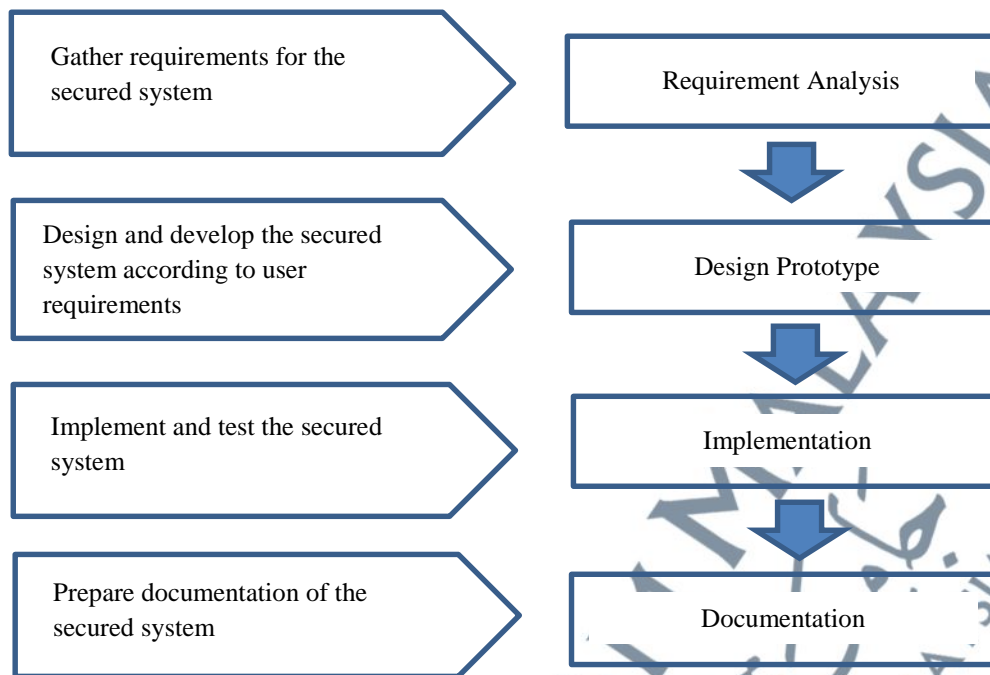 Gather requirements for the
secured system
Requirement Analysis
Design and develop the secured
system according to user
requirements
Design Prototype
Implement and test the secured
system
Implementation
Prepare documentation of the
secured system
Documentation